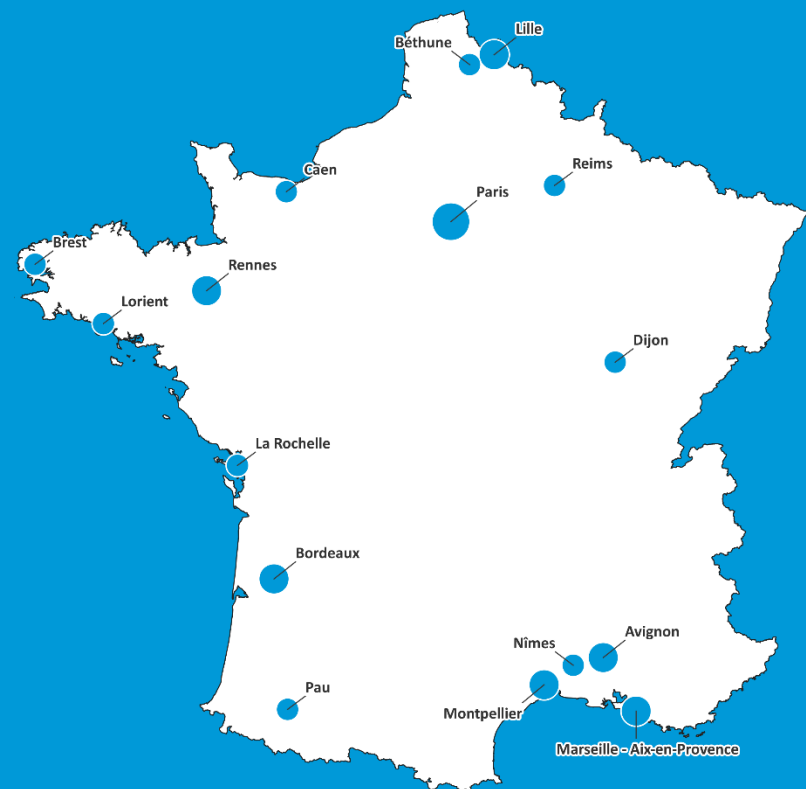 Lille
Béthune
Caen
Reims
Paris
Brest
Rennes
Lorient
Dijon
La Rochelle
Bordeaux
Avignon
Nîmes
Pau
Montpellier
Marseille - Aix-en-Provence